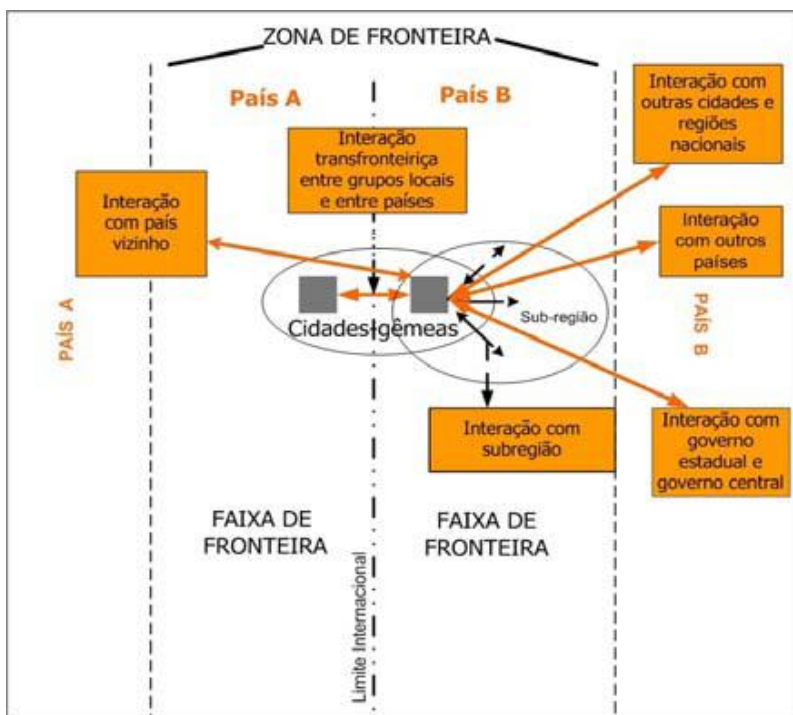 ZONA DE FRONTEIRA
País A
País B
Interação com
outras cidades e
regiões
nacionais
Interação
transfronteiriça
entre grupos locais
e entre países
Interação
com país
vizinho
Interação
com outros
países
PAÍS A
PAÍS B
Cidades-gêmeas
Sub-região
Interação com
subregião
Interação com
governo
estadual e
governo central
FAIXA DE
FRONTEIRA
FAIXA DE
FRONTEIRA
Limite Internacional